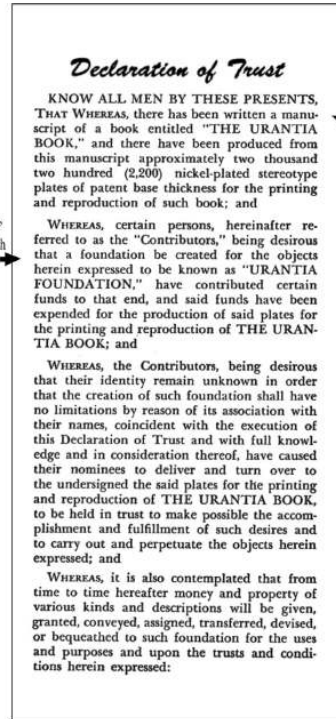 Declaration of Trust
KNOW ALL MEN BY THESE PRESENTS,
THAT WHEREAS, there has been written a manu-
script of a book entitled "THE URANTIA
BOOK," and there have been produced from
this manuscript approximately two thousand
two hundred (2,200) nickel-plated stereotype
plates of patent base thickness for the printing
and reproduction of such book; and
WHEREAS, certain persons, hereinafter re-
ferred to as the "Contributors," being desirous
that a foundation be created for the objects
herein expressed to be known as "URANTIA
FOUNDATION," have contributed certain
funds to that end, and said funds have been
expended for the production of said plates for
the printing and reproduction of THE URAN-
TIA BOOK; and
WHEREAS, the Contributors, being desirous
that their identity remain unknown in order
that the creation of such foundation shall have
no limitations by reason of its association with
their names, coincident with the execution of
this Declaration of Trust and with full knowl-
edge and in consideration thereof, have caused
their nominees to deliver and turn over to
the undersigned the said plates for the printing
and reproduction of THE URANTIA BOOK,
to be held in trust to make possible the accom-
plishment and fulfillment of such desires and
to carry out and perpetuate the objects herein
expressed; and
WHEREAS, it is also contemplated that from
time to time hereafter money and property of
various kinds and descriptions will be given,
granted, conveyed, assigned, transferred, devised,
or bequeathed to such foundation for the uses
and purposes and upon the trusts and condi-
tions herein expressed: